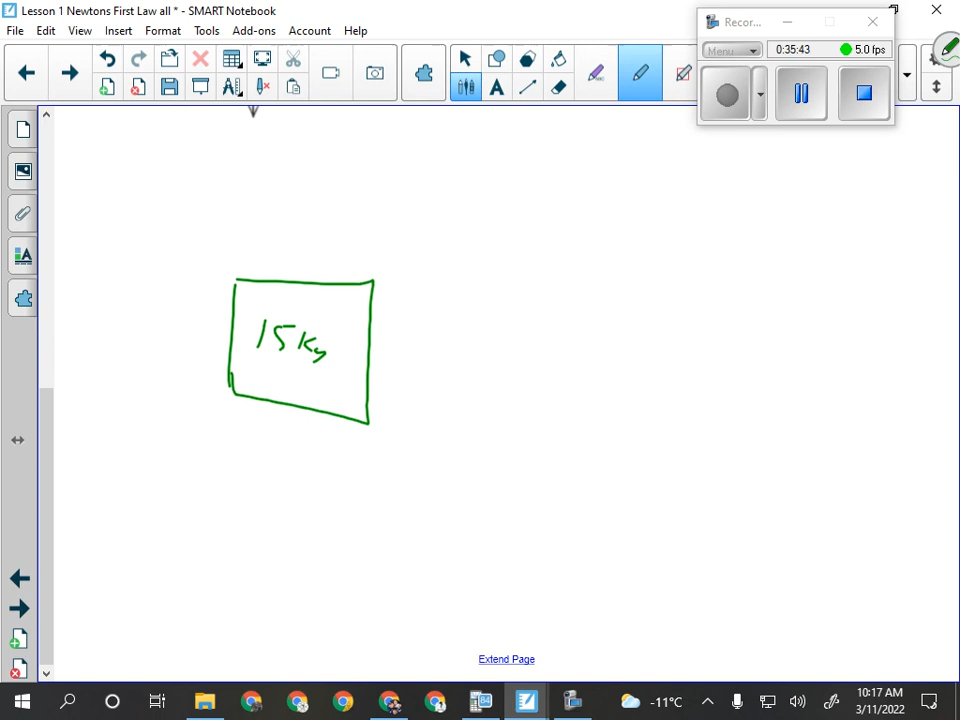 Lesson 1 Newtons First Law all * - SMART Notebook
Recor...
File Edit View Insert Format Tools Add-ons Account Help
Menu 0:35:43 5.0 fps
A
15 Kg
Extend Page
-11°C
10:17 AM
3/11/2022